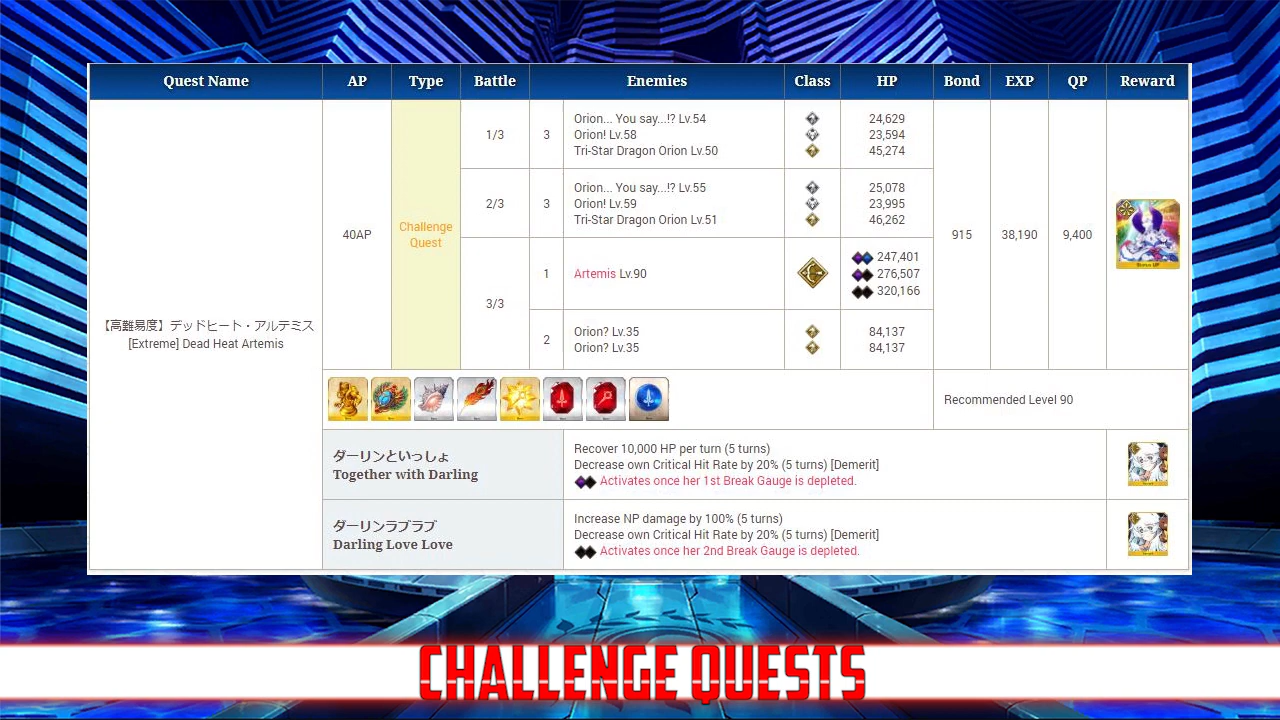 Quest Name AP Type Battle Enemies Class HP Bond EXP QP Reward
【高難易度】デッドヒート・アルテミス
[Extreme] Dead Heat Artemis
40AP
Challenge
Quest
1/3
3
Orion... You say...!? Lv.54
Orion! Lv.58
Tri-Star Dragon Orion Lv.50
24,629
23,594
45,274
2/3
3
Orion... You say...!? Lv.55
Orion! Lv.59
Tri-Star Dragon Orion Lv.51
25,078
23,995
46,262
3/3
1
Artemis Lv.90
247,401
276,507
320,166
2
Orion? Lv.35
Orion? Lv.35
84,137
84,137
915
38,190
9,400
Recommended Level 90
ダーリンといっしょ
Together with Darling
Recover 10,000 HP per turn (5 turns)
Decrease own Critical Hit Rate by 20% (5 turns) [Demerit]
Activates once her 1st Break Gauge is depleted.
ダーリンラブラブ
Darling Love Love
Increase NP damage by 100% (5 turns)
Decrease own Critical Hit Rate by 20% (5 turns) [Demerit]
Activates once her 2nd Break Gauge is depleted.
CHALLENGE QUESTS